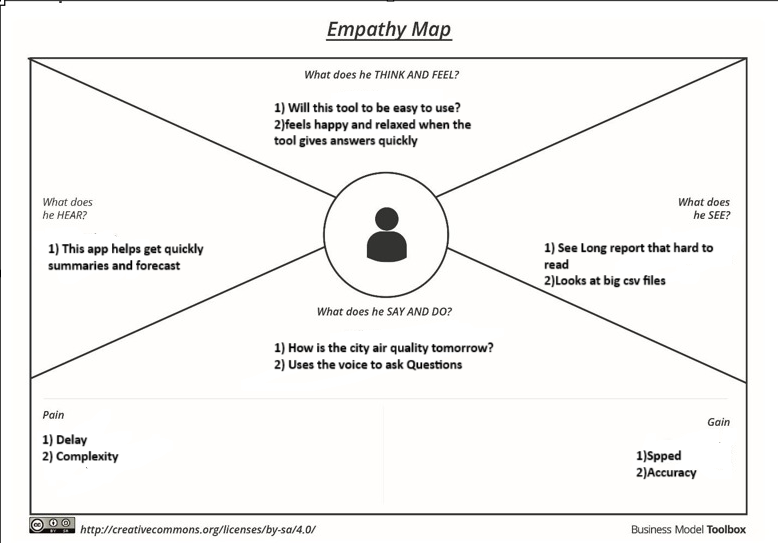 Empathy Map
What does he THINK AND FEEL?
1) Will this tool to be easy to use?
2)feels happy and relaxed when the
tool gives answers quickly
What does
he HEAR?
1) This app helps get quickly
summaries and forecast
What does
he SEE?
1) See Long report that hard to
read
2)Looks at big csv files
What does he SAY AND DO?
1) How is the city air quality tomorrow?
2) Uses the voice to ask Questions
Pain
1) Delay
2) Complexity
Gain
1)Spped
2)Accuracy
cc BY SA
http://creativecommons.org/licenses/by-sa/4.0/
Business Model Toolbox